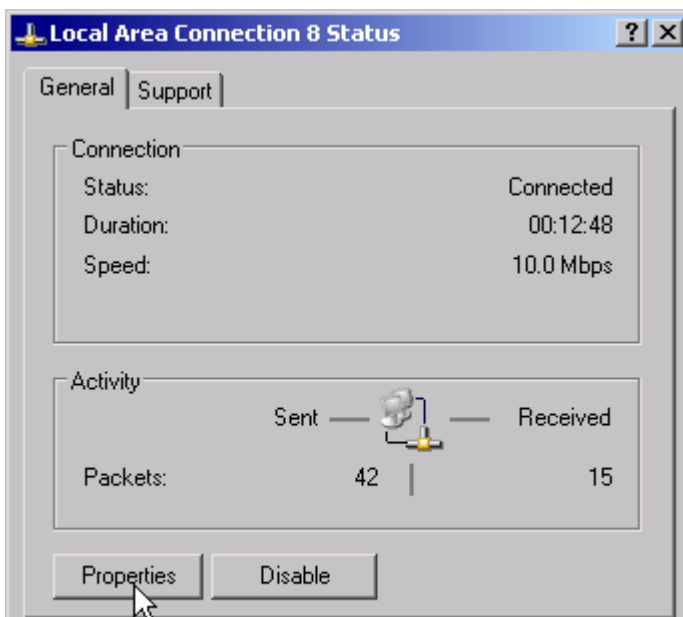 Local Area Connection 8 Status
General Support
Connection
Status: Connected
Duration: 00:12:48
Speed: 10.0 Mbps
Activity
Sent Received
Packets: 42 15
Properties Disable